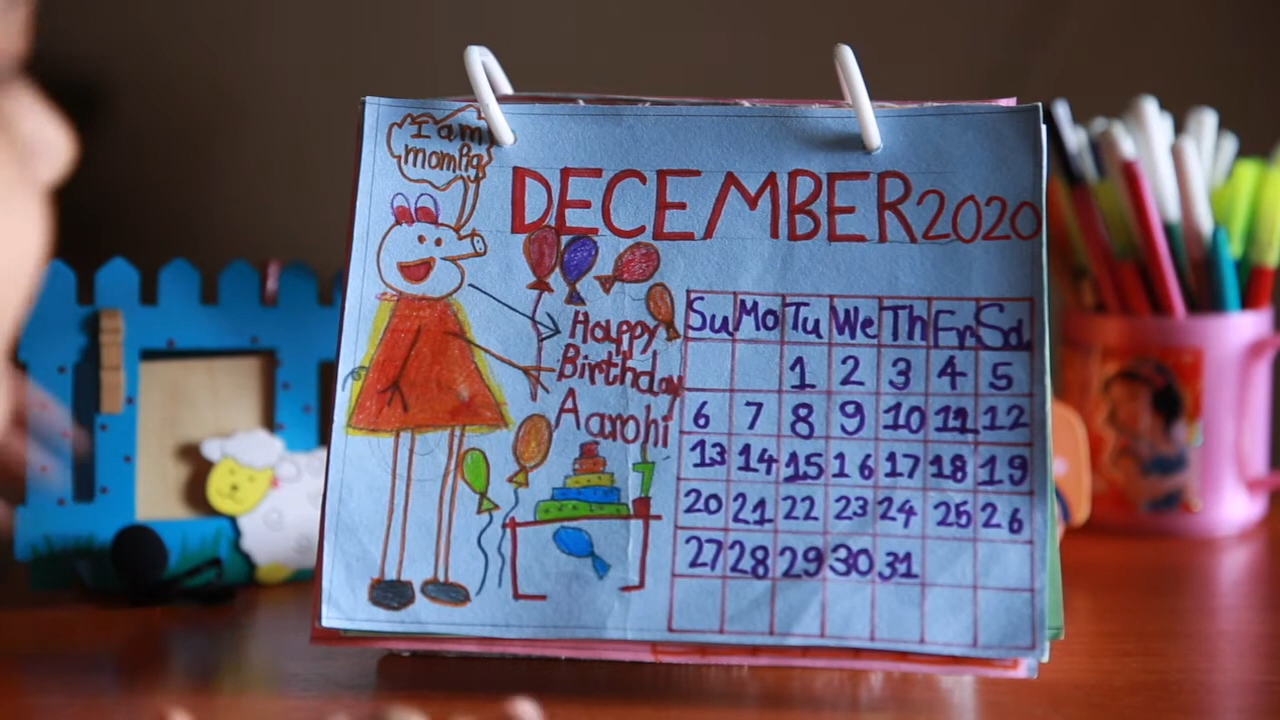 I am
momPig
DECEMBER 2020
Happy
Birthday
Aarohi
Su Mo Tu We Th Fr Sa
1 2 3 4 5
6 7 8 9 10 11 12
13 14 15 16 17 18 19
20 21 22 23 24 25 26
27 28 29 30 31